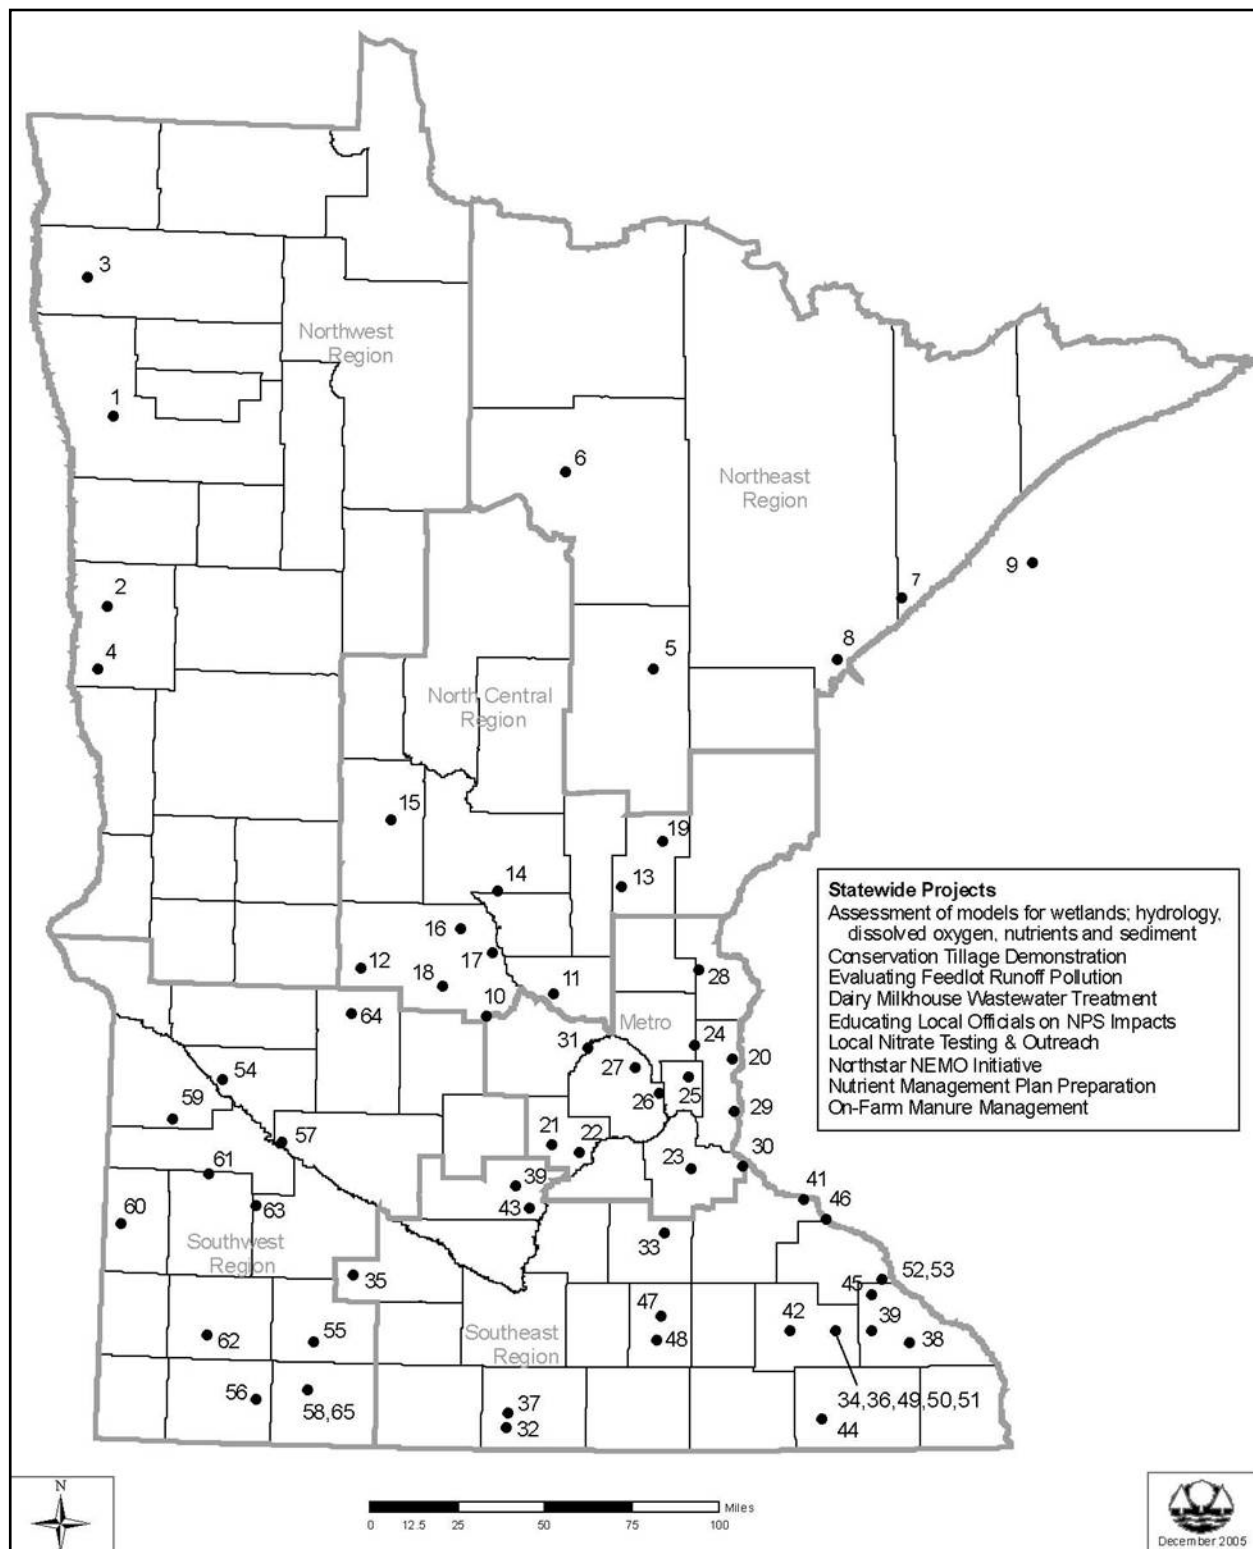 3
Northwest
Region
1
6
Northeast
Region
9
2
7
4
5
8
North Central
Region
15
19
14
13
Statewide Projects
Assessment of models for wetlands; hydrology,
dissolved oxygen, nutrients and sediment
Conservation Tillage Demonstration
Evaluating Feedlot Runoff Pollution
Dairy Milkhouse Wastewater Treatment
Educating Local Officials on NPS Impacts
Local Nitrate Testing & Outreach
Northstar NEMO Initiative
Nutrient Management Plan Preparation
On-Farm Manure Management
16
17
12
18
11
28
10
64
Metro
31
24
20
27
54
25
26
59
29
57
21
22
30
23
61
39
41
43
46
60
63
33
Southwest
Region
35
52,53
45
47
42
39
62
55
Southeast
Region
48
38
56
58,65
37
32
34,36,49,50,51
44
N
Miles
0 12.5 25 50 75 100
December 2005